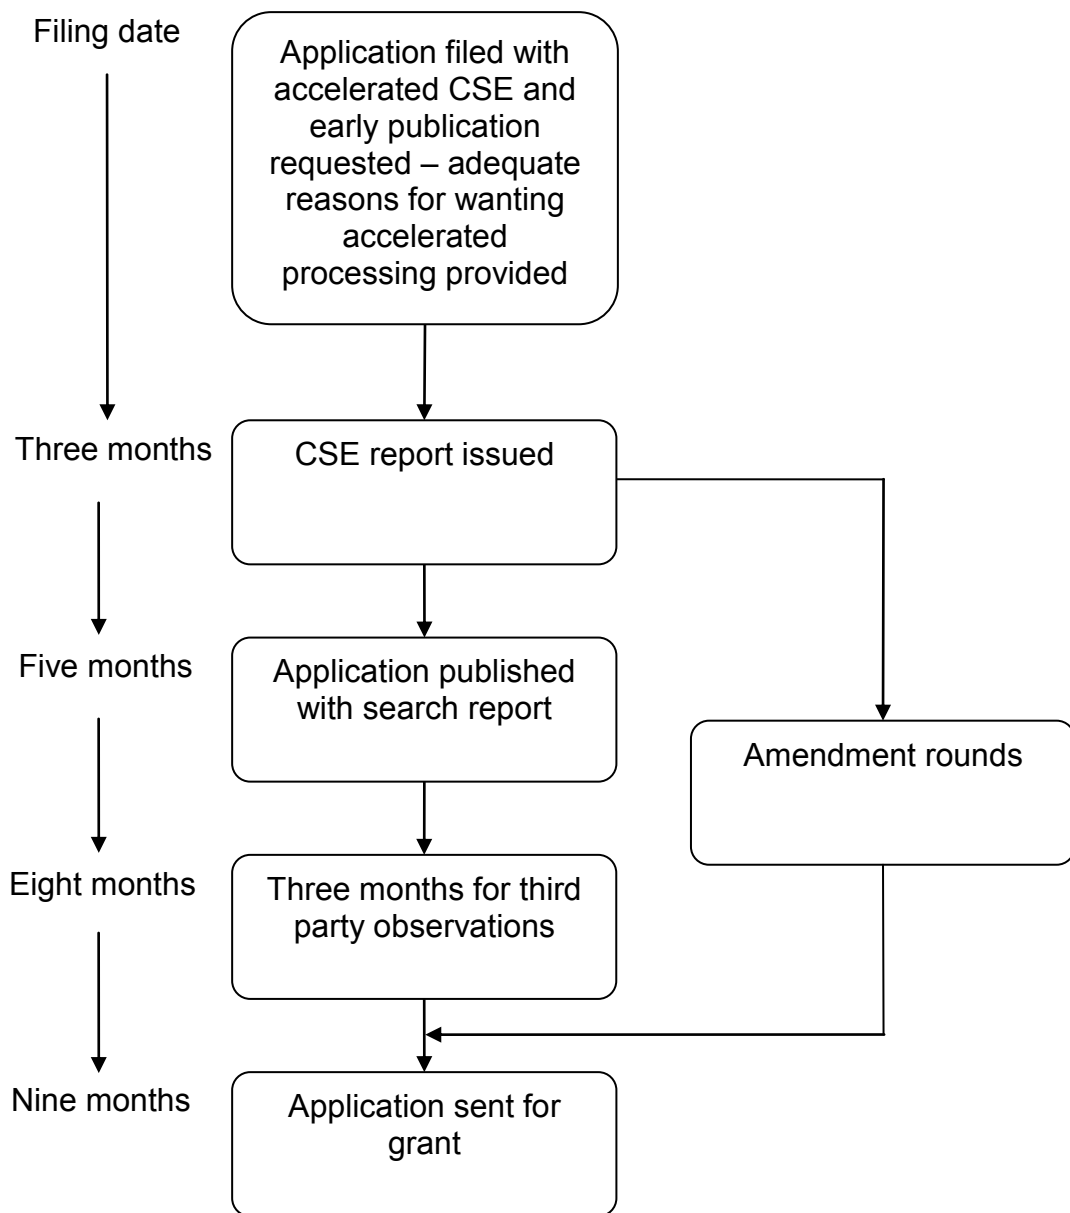 Filing date
Application filed with
accelerated CSE and
early publication
requested – adequate
reasons for wanting
accelerated
processing provided
Three months
CSE report issued
Five months
Application published
with search report
Amendment rounds
Eight months
Three months for third
party observations
Nine months
Application sent for
grant